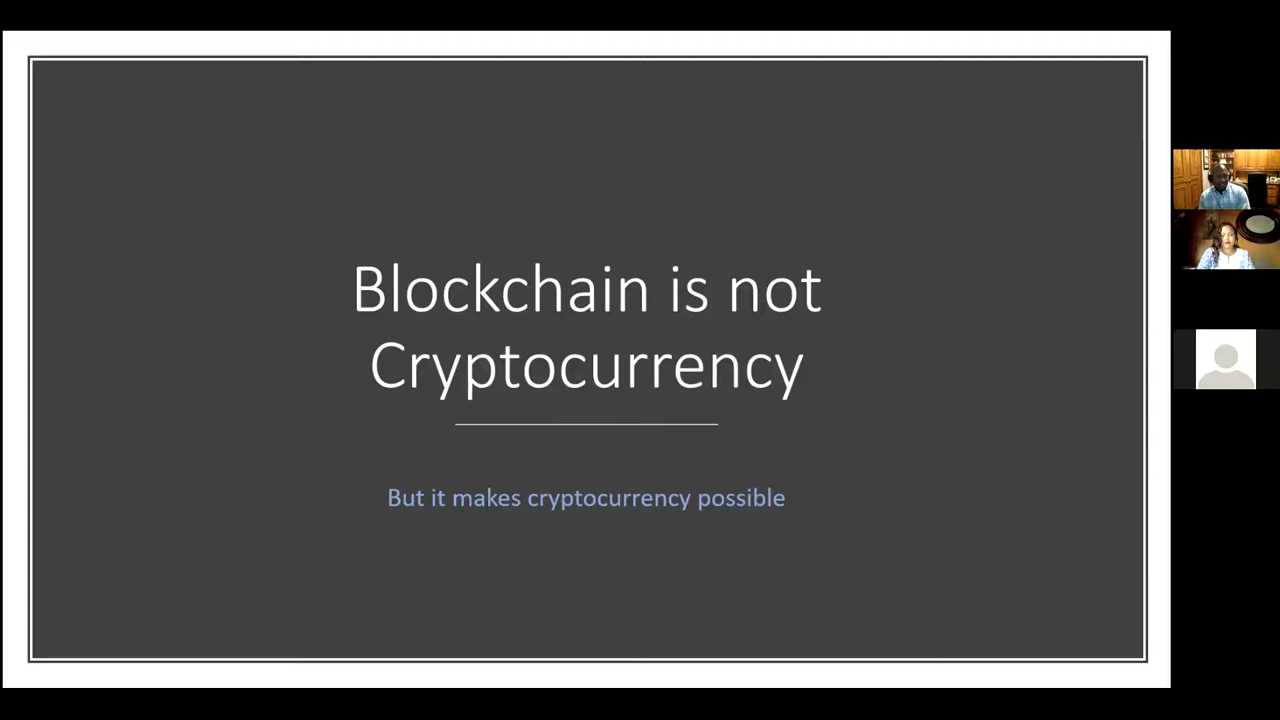 Blockchain is not
Cryptocurrency
But it makes cryptocurrency possible